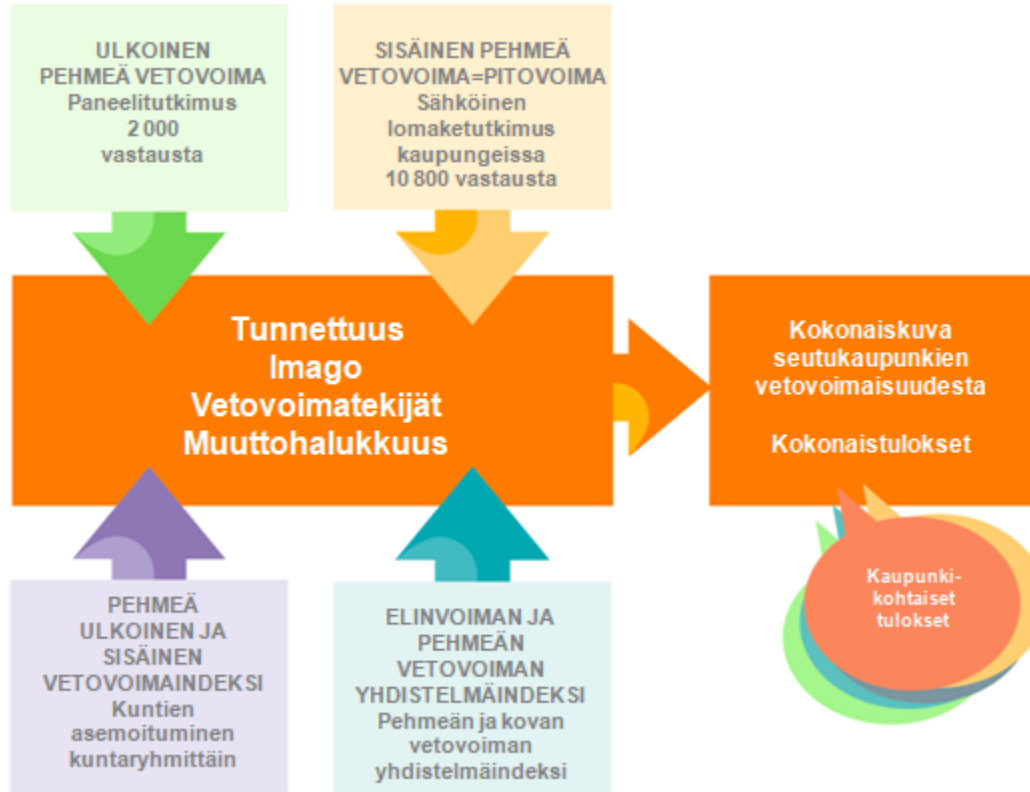 ULKOINEN
PEHMEÄ VETOVOIMA
Paneelitutkimus
2 000
vastausta
SISÄINEN PEHMEÄ
VETOVOIMA=PITOVOIMA
Sähköinen
lomaketutkimus
kaupungeissa
10 800 vastausta
Tunnettuus
Imago
Vetovoimatekijät
Muuttohalukkuus
Kokonaiskuva
seutukaupunkien
vetovoimaisuudesta
Kokonaistulokset
PEHMEÄ
ULKOINEN JA
SISÄINEN
VETOVOIMAINDEKSI
Kuntien
asemoituminen
kuntaryhmittäin
ELINVOIMAN JA
PEHMEÄN
VETOVOIMAN
YHDISTELMÄINDEKSI
Pehmeän ja kovan
vetovoiman
yhdistelmäindeksi
Kaupunki-
kohtaiset
tulokset